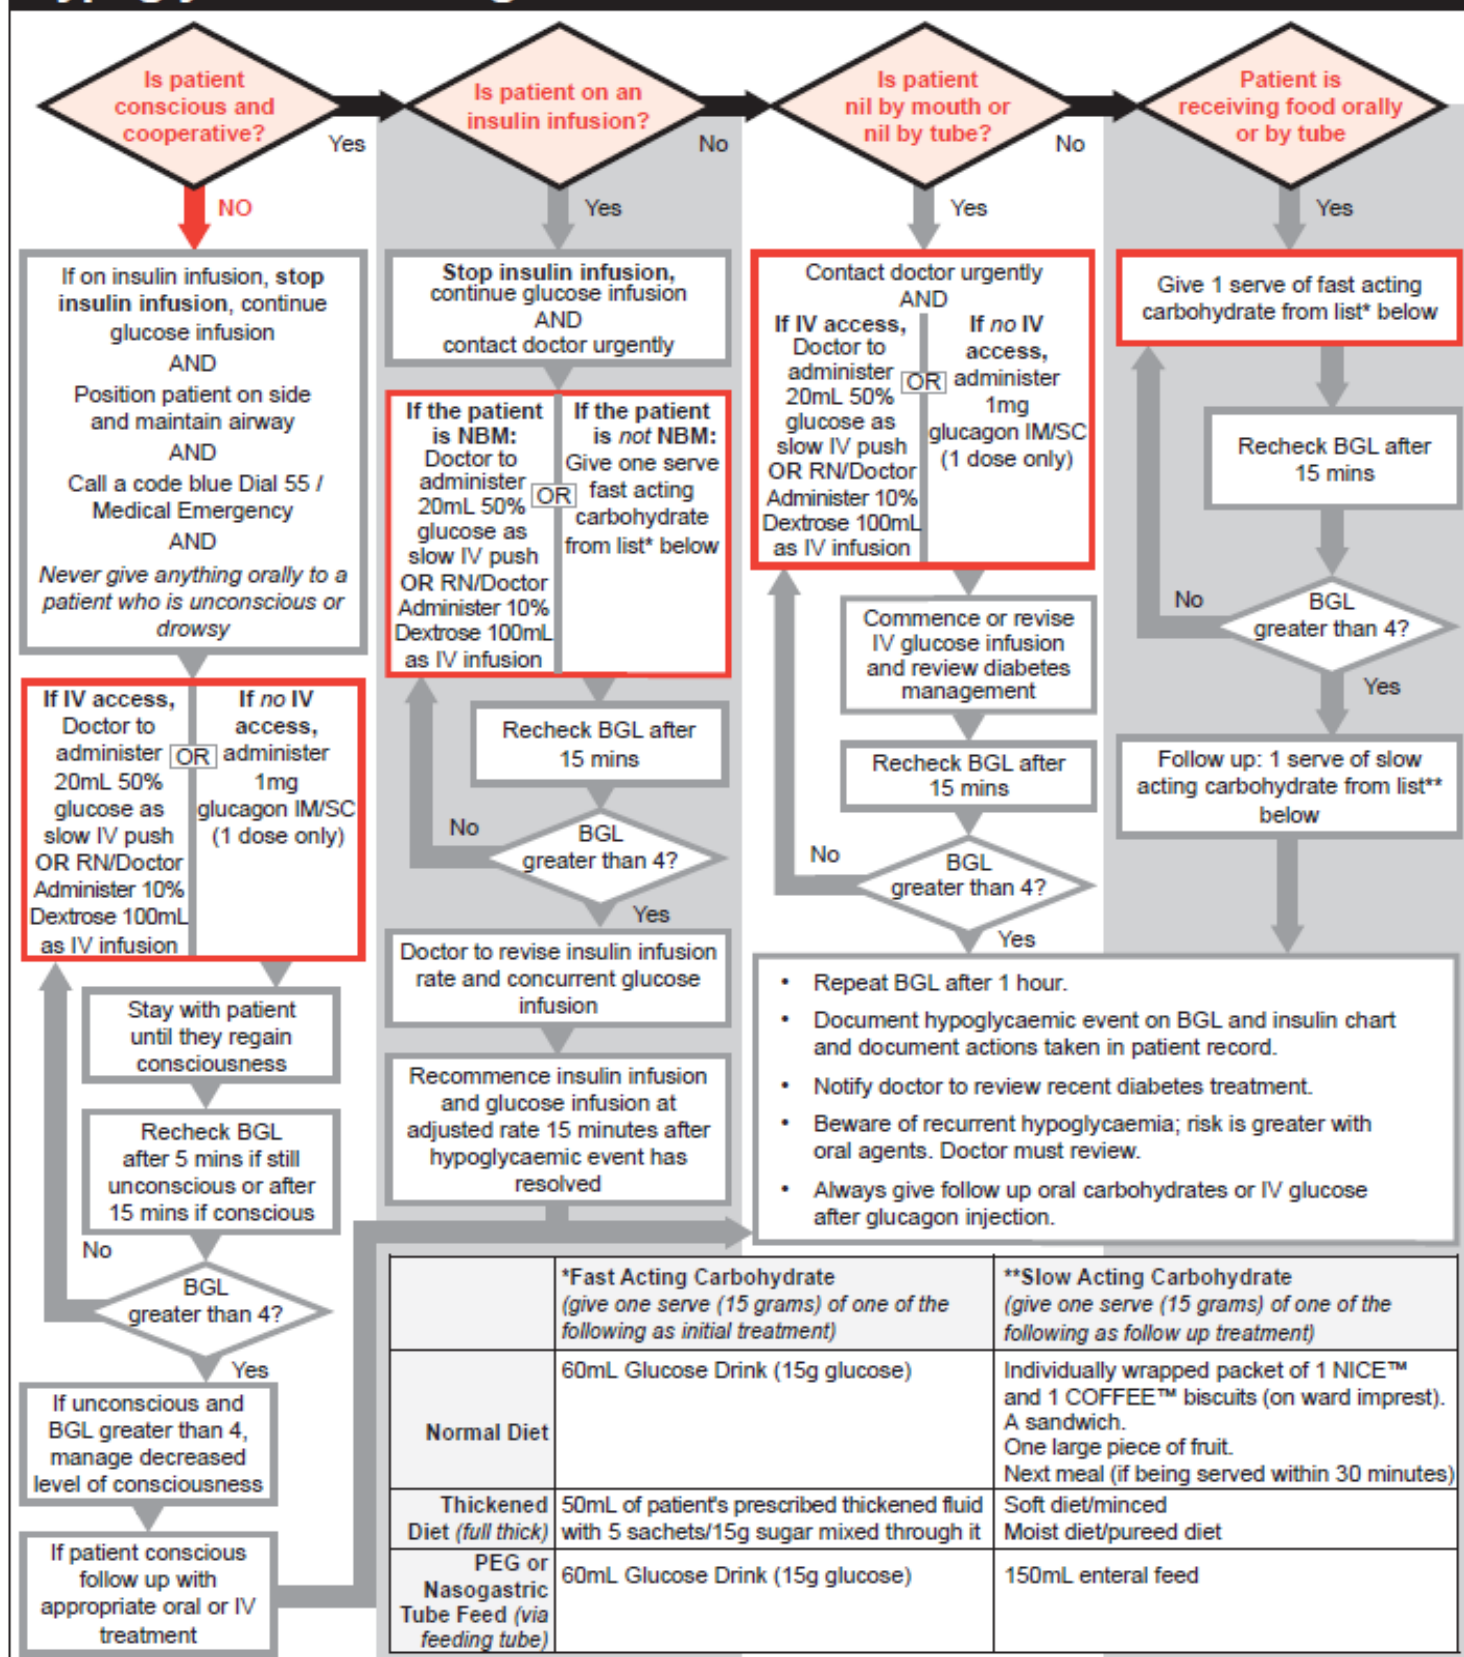 Is patient
conscious and
cooperative?
Yes
NO
If on insulin infusion, stop
insulin infusion, continue
glucose infusion
AND
Position patient on side
and maintain airway
AND
Call a code blue Dial 55 /
Medical Emergency
AND
Never give anything orally to a
patient who is unconscious or
drowsy
If IV access,
Doctor to
administer
20mL 50%
glucose as
slow IV push
OR RN/Doctor
Administer 10%
Dextrose 100mL
as IV infusion
OR
If no IV
access,
administer
1mg
glucagon IM/SC
(1 dose only)
Stay with patient
until they regain
consciousness
Recheck BGL
after 5 mins if still
unconscious or after
15 mins if conscious
No
BGL
greater than 4?
Yes
If unconscious and
BGL greater than 4,
manage decreased
level of consciousness
If patient conscious
follow up with
appropriate oral or IV
treatment
Is patient on an
insulin infusion?
No
Yes
Stop insulin infusion,
continue glucose infusion
AND
contact doctor urgently
If the patient
is NBM:
Doctor to
administer
20mL 50%
glucose as
slow IV push
OR RN/Doctor
Administer 10%
Dextrose 100mL
as IV infusion
OR
If the patient
is not NBM:
Give one serve
fast acting
carbohydrate
from list* below
Recheck BGL after
15 mins
No
BGL
greater than 4?
Yes
Doctor to revise insulin infusion
rate and concurrent glucose
infusion
Recommence insulin infusion
and glucose infusion at
adjusted rate 15 minutes after
hypoglycaemic event has
resolved
Is patient
nil by mouth or
nil by tube?
No
Yes
Contact doctor urgently
AND
If IV access,
Doctor to
administer
20mL 50%
glucose as
slow IV push
OR RN/Doctor
Administer 10%
Dextrose 100mL
as IV infusion
OR
If no IV
access,
administer
1mg
glucagon IM/SC
(1 dose only)
Commence or revise
IV glucose infusion
and review diabetes
management
Recheck BGL after
15 mins
No
BGL
greater than 4?
Yes
Patient is
receiving food orally
or by tube
Yes
Give 1 serve of fast acting
carbohydrate from list* below
Recheck BGL after
15 mins
No
BGL
greater than 4?
Yes
Follow up: 1 serve of slow
acting carbohydrate from list**
below
• Repeat BGL after 1 hour.
• Document hypoglycaemic event on BGL and insulin chart
and document actions taken in patient record.
• Notify doctor to review recent diabetes treatment.
• Beware of recurrent hypoglycaemia; risk is greater with
oral agents. Doctor must review.
• Always give follow up oral carbohydrates or IV glucose
after glucagon injection.
*Fast Acting Carbohydrate
(give one serve (15 grams) of one of the
following as initial treatment)
**Slow Acting Carbohydrate
(give one serve (15 grams) of one of the
following as follow up treatment)
Normal Diet
60mL Glucose Drink (15g glucose)
Individually wrapped packet of 1 NICE™
and 1 COFFEE™ biscuits (on ward imprest).
A sandwich.
One large piece of fruit.
Next meal (if being served within 30 minutes)
Thickened
Diet (full thick)
50mL of patient's prescribed thickened fluid
with 5 sachets/15g sugar mixed through it
Soft diet/minced
Moist diet/pureed diet
PEG or
Nasogastric
Tube Feed (via
feeding tube)
60mL Glucose Drink (15g glucose)
150mL enteral feed